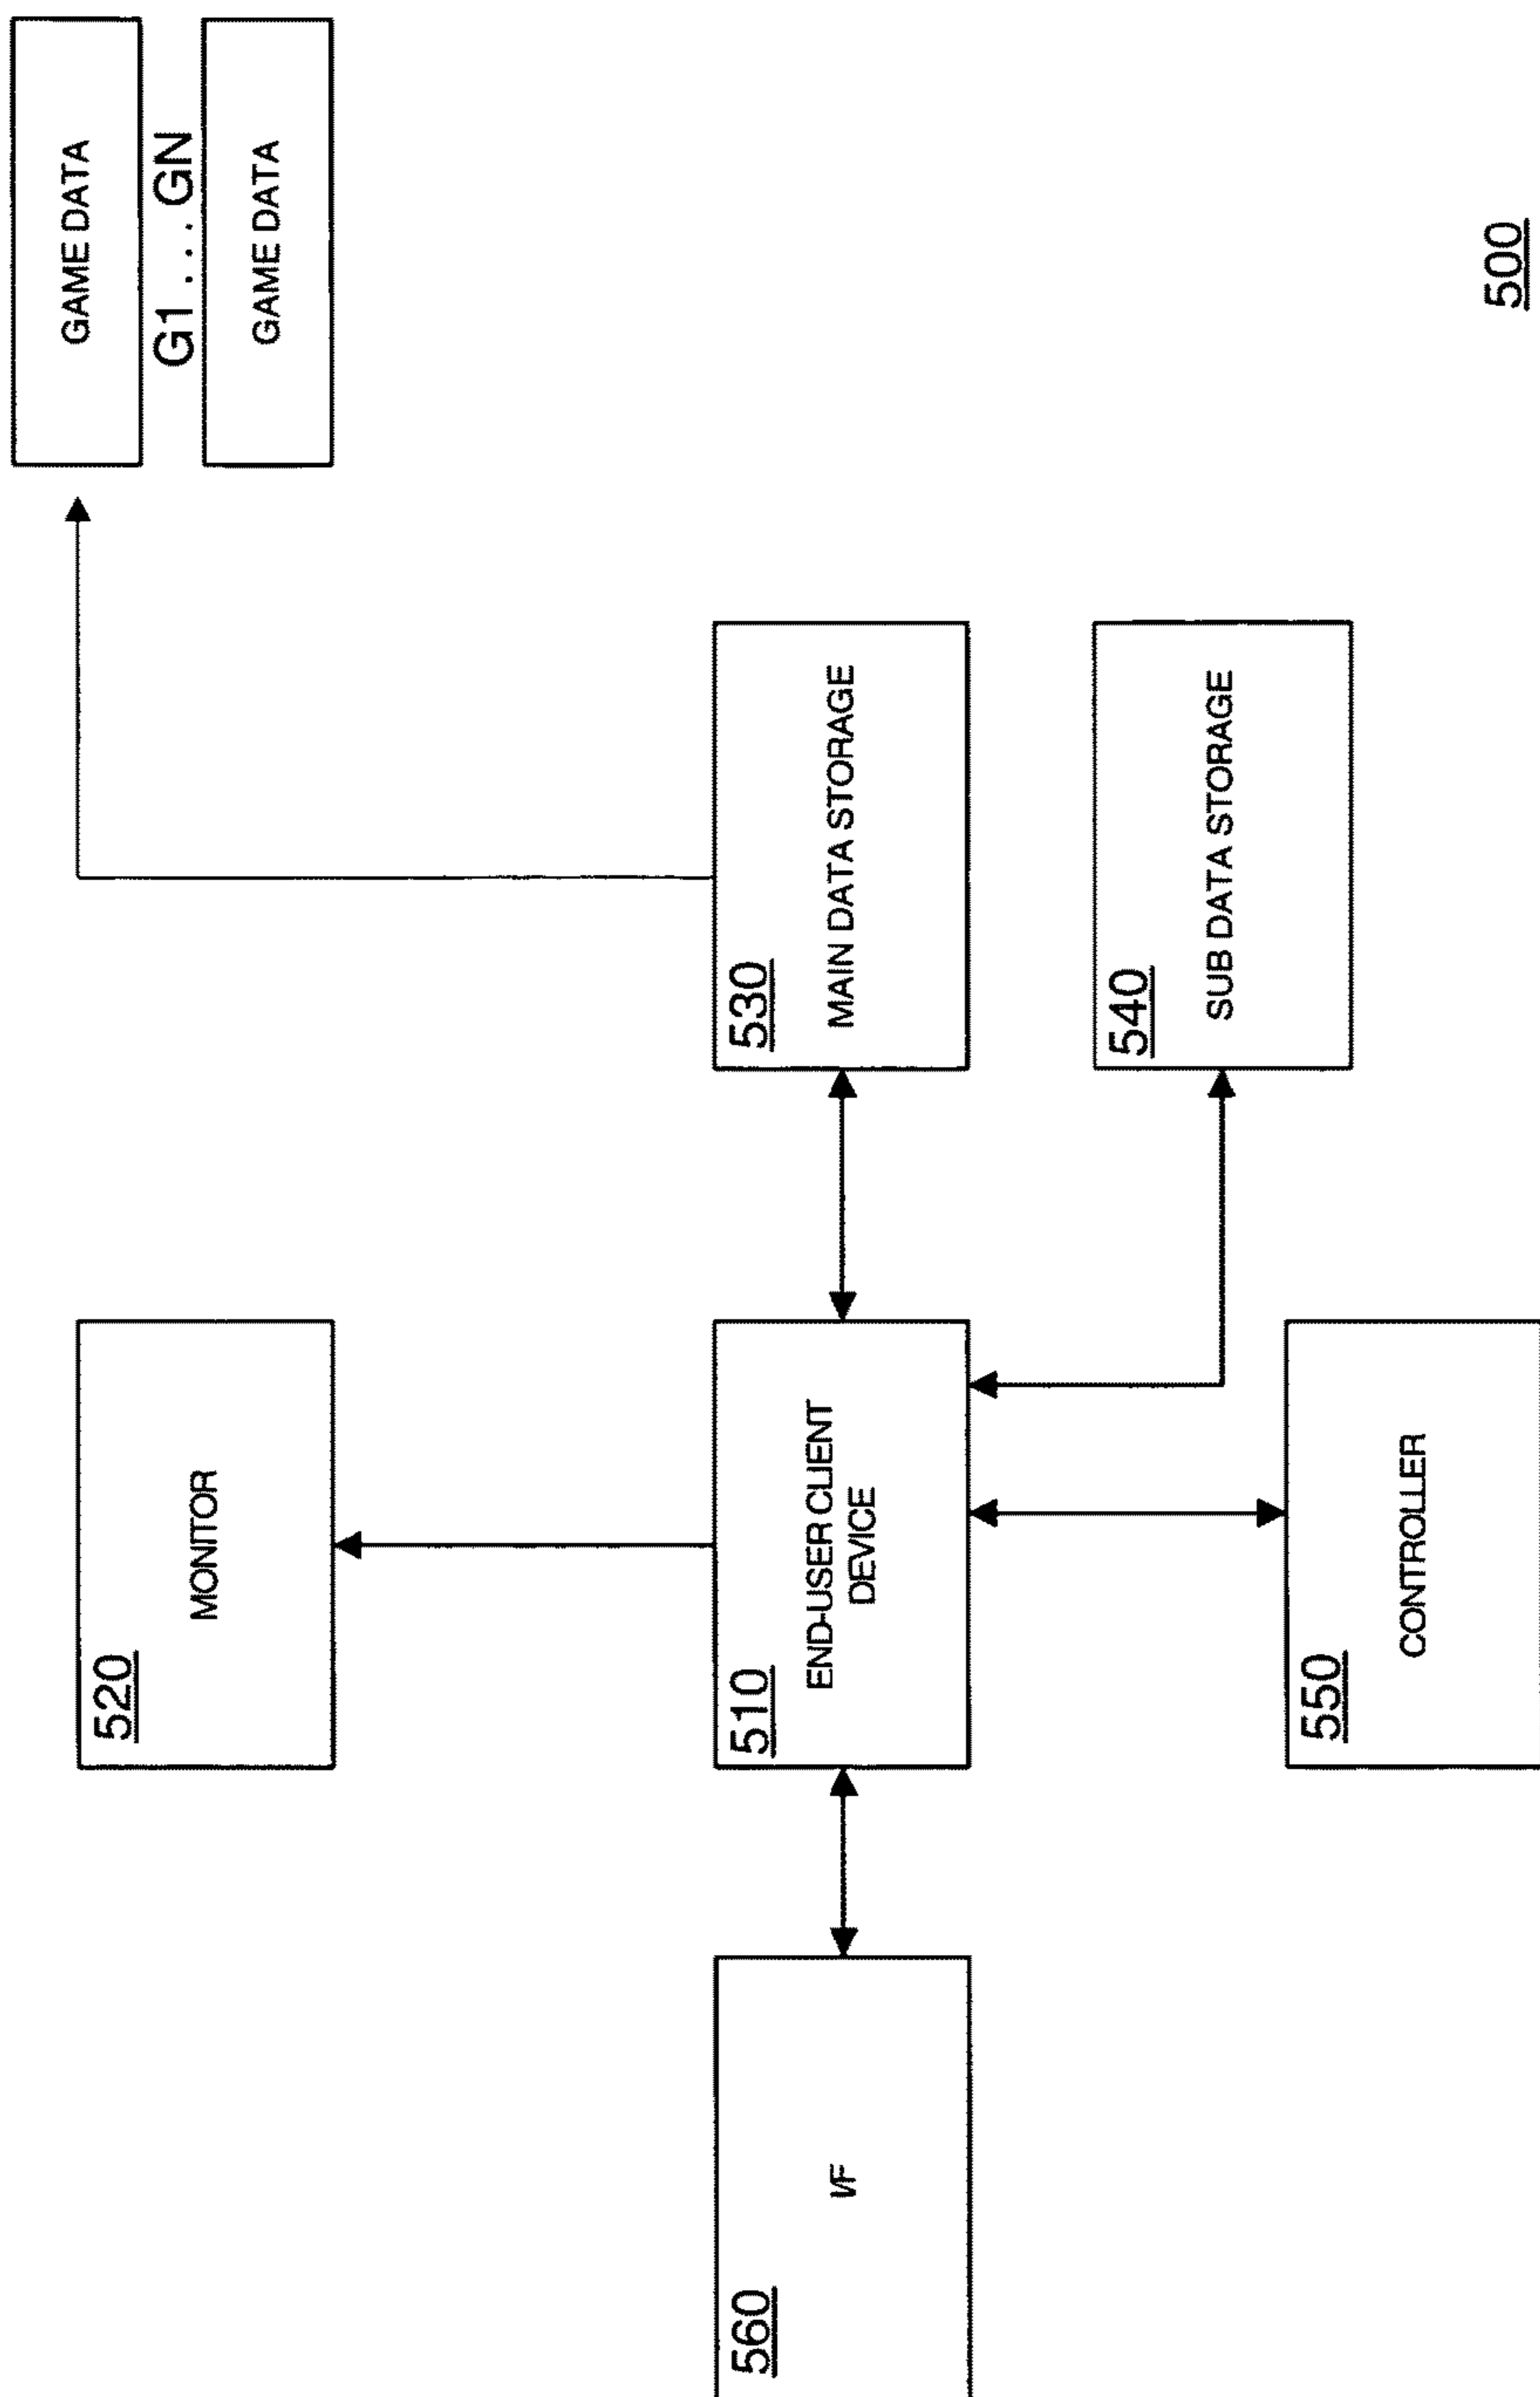 GAME DATA
G1 . . . GN
GAME DATA
520
MONITOR
560
I/F
510
END-USER CLIENT
DEVICE
530
MAIN DATA STORAGE
540
SUB DATA STORAGE
550
CONTROLLER
500